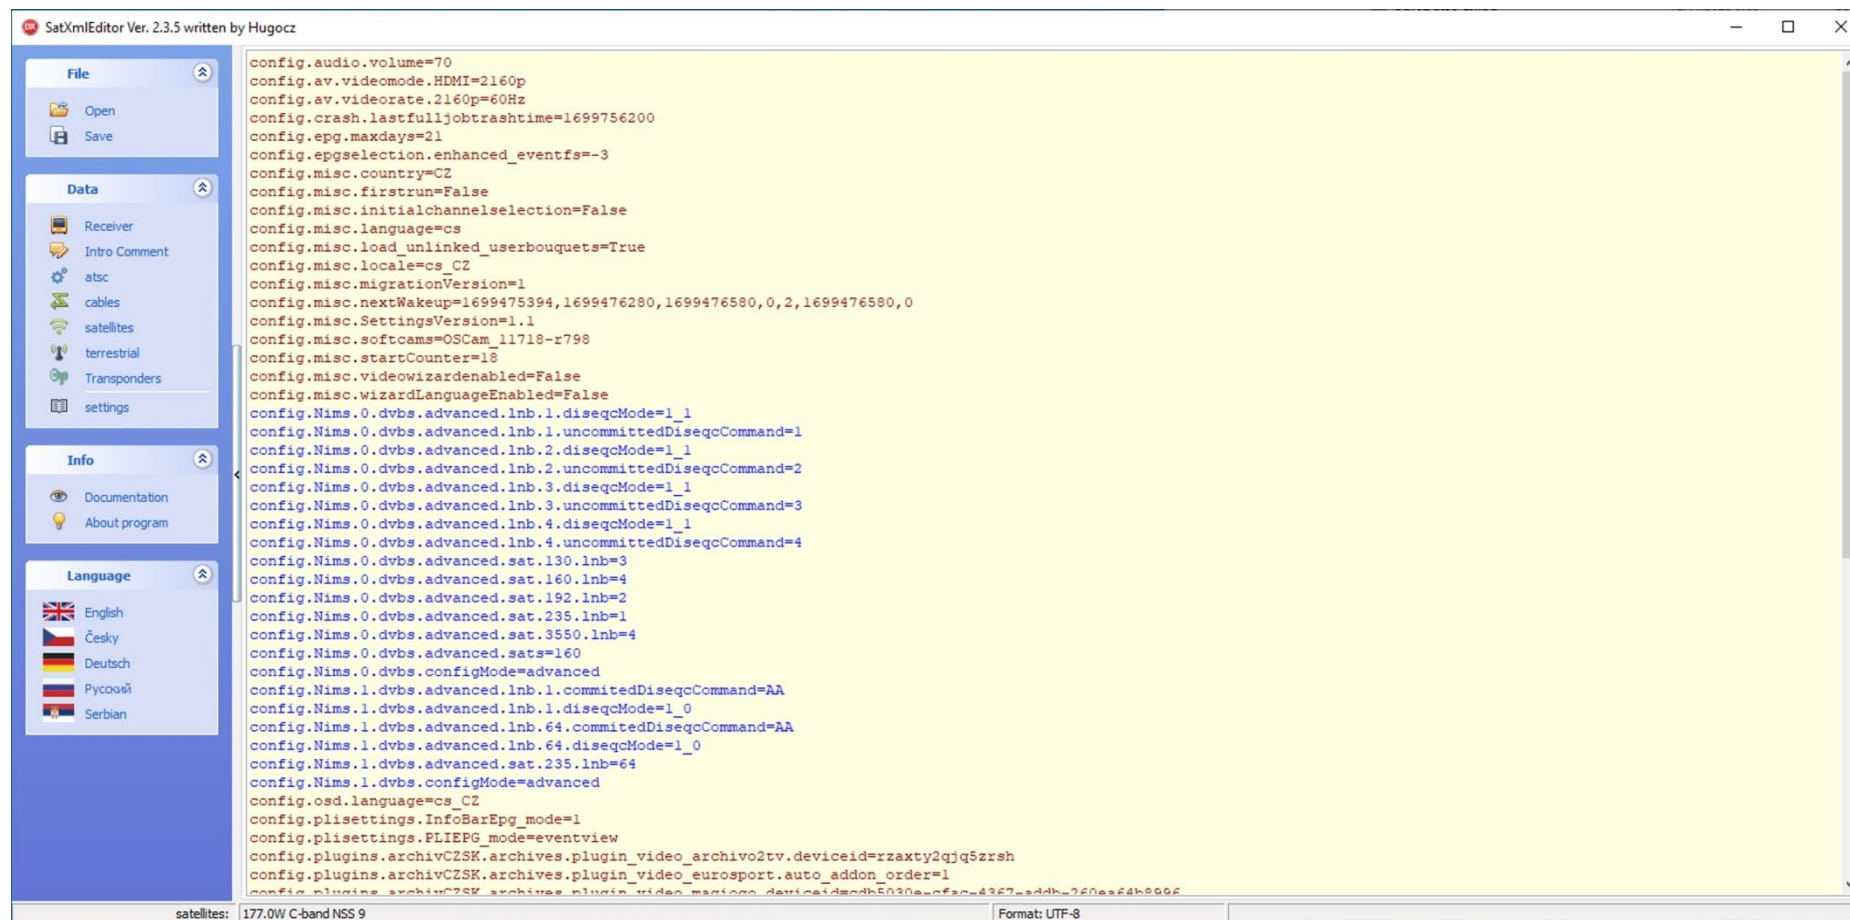 SatXmlEditor Ver. 2.3.5 written by Hugocz
File
Open
Save
Data
Receiver
Intro Comment
atsc
cables
satellites
terrestrial
Transponders
settings
Info
Documentation
About program
Language
English
Česky
Deutsch
Русский
Serbian
config.audio.volume=70
config.av.videomode.HDMI=2160p
config.av.videorate.2160p=60Hz
config.crash.lastfulljobtrashtime=1699756200
config.epg.maxdays=21
config.epgselection.enhanced_eventfs=-3
config.misc.country=CZ
config.misc.firstrun=False
config.misc.initialchannelselection=False
config.misc.language=cs
config.misc.load_unlinked_userbouquets=True
config.misc.locale=cs_CZ
config.misc.migrationVersion=1
config.misc.nextWakeup=1699475394,1699476280,1699476580,0,2,1699476580,0
config.misc.SettingsVersion=1.1
config.misc.softcams=OSCam_11718-r798
config.misc.startCounter=18
config.misc.videowizardenabled=False
config.misc.wizardLanguageEnabled=False
config.Nims.0.dvbs.advanced.lnb.1.diseqcMode=1_1
config.Nims.0.dvbs.advanced.lnb.1.uncommittedDiseqcCommand=1
config.Nims.0.dvbs.advanced.lnb.2.diseqcMode=1_1
config.Nims.0.dvbs.advanced.lnb.2.uncommittedDiseqcCommand=2
config.Nims.0.dvbs.advanced.lnb.3.diseqcMode=1_1
config.Nims.0.dvbs.advanced.lnb.3.uncommittedDiseqcCommand=3
config.Nims.0.dvbs.advanced.lnb.4.diseqcMode=1_1
config.Nims.0.dvbs.advanced.lnb.4.uncommittedDiseqcCommand=4
config.Nims.0.dvbs.advanced.sat.130.lnb=3
config.Nims.0.dvbs.advanced.sat.160.lnb=4
config.Nims.0.dvbs.advanced.sat.192.lnb=2
config.Nims.0.dvbs.advanced.sat.235.lnb=1
config.Nims.0.dvbs.advanced.sat.3550.lnb=4
config.Nims.0.dvbs.advanced.sats=160
config.Nims.0.dvbs.configMode=advanced
config.Nims.1.dvbs.advanced.lnb.1.commitedDiseqcCommand=AA
config.Nims.1.dvbs.advanced.lnb.1.diseqcMode=1_0
config.Nims.1.dvbs.advanced.lnb.64.commitedDiseqcCommand=AA
config.Nims.1.dvbs.advanced.lnb.64.diseqcMode=1_0
config.Nims.1.dvbs.advanced.sat.235.lnb=64
config.Nims.1.dvbs.configMode=advanced
config.osd.language=cs_CZ
config.plisettings.InfoBarEpg_mode=1
config.plisettings.PLIEPG_mode=eventview
config.plugins.archivCZSK.archives.plugin_video_archivo2tv.deviceid=rzaxty2qjq5zrsh
config.plugins.archivCZSK.archives.plugin_video_eurosport.auto_addon_order=1
config.plugins.archivCZSK.archives.plugin_video_magiogo.deviceid=cdb5030e-cfac-4367-addb-260ea64b8996
satellites:
177.0W C-band NSS 9
Format: UTF-8